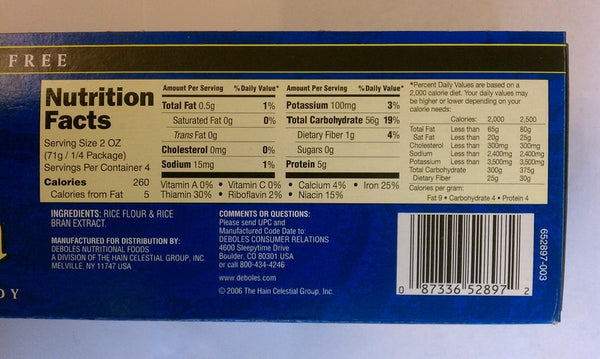 FREE
Nutrition
Facts
Serving Size 2 OZ
(71g / 1/4 Package)
Servings Per Container 4
Calories 260
Calories from Fat 5
Amount Per Serving % Daily Value*
Total Fat 0.5g 1%
Saturated Fat 0g 0%
Trans Fat 0g
Cholesterol 0mg 0%
Sodium 15mg 1%
Amount Per Serving % Daily Value*
Potassium 100mg 3%
Total Carbohydrate 56g 19%
Dietary Fiber 1g 4%
Sugars 0g
Protein 5g
Vitamin A 0% • Vitamin C 0% • Calcium 4% • Iron 25%
Thiamin 30% • Riboflavin 2% • Niacin 15%
*Percent Daily Values are based on a
2,000 calorie diet. Your daily values may
be higher or lower depending on your
calorie needs:
Calories: 2,000 2,500
Total Fat Less than 65g 80g
Sat Fat Less than 20g 25g
Cholesterol Less than 300mg 300mg
Sodium Less than 2,400mg 2,400mg
Potassium Less than 3,500mg 3,500mg
Total Carbohydrate 300g 375g
Dietary Fiber 25g 30g
Calories per gram:
Fat 9 • Carbohydrate 4 • Protein 4
INGREDIENTS: RICE FLOUR & RICE
BRAN EXTRACT.
MANUFACTURED FOR DISTRIBUTION BY:
DEBOLES NUTRITIONAL FOODS
A DIVISION OF THE HAIN CELESTIAL GROUP, INC.
MELVILLE, NY 11747 USA
COMMENTS OR QUESTIONS:
Please send UPC and
Manufactured Code Date to:
DEBOLES CONSUMER RELATIONS
4600 Sleepytime Drive
Boulder, CO 80301 USA
or call 800-434-4246
www.deboles.com
© 2006 The Hain Celestial Group, Inc.
0 87336 52897 2
652897-003
DY